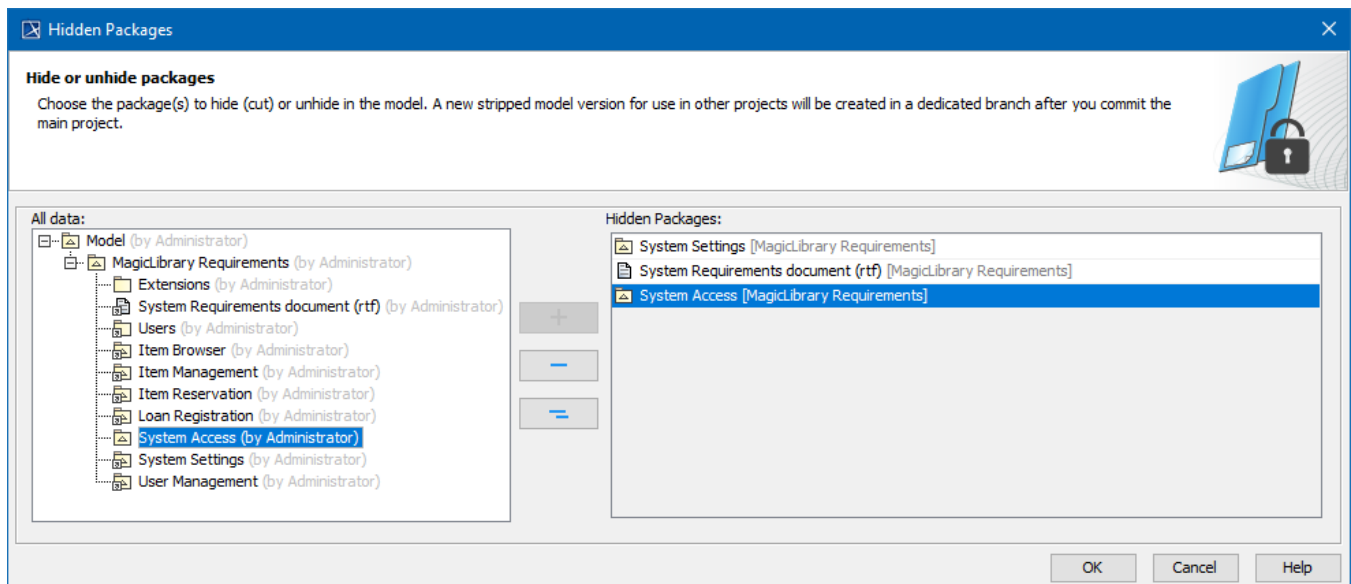 Hidden Packages
Hide or unhide packages
Choose the package(s) to hide (cut) or unhide in the model. A new stripped model version for use in other projects will be created in a dedicated branch after you commit the
main project.
All data:
Model (by Administrator)
MagicLibrary Requirements (by Administrator)
Extensions (by Administrator)
System Requirements document (rtf) (by Administrator)
Users (by Administrator)
Item Browser (by Administrator)
Item Management (by Administrator)
Item Reservation (by Administrator)
Loan Registration (by Administrator)
System Access (by Administrator)
System Settings (by Administrator)
User Management (by Administrator)
Hidden Packages:
System Settings [MagicLibrary Requirements]
System Requirements document (rtf) [MagicLibrary Requirements]
System Access [MagicLibrary Requirements]
OK Cancel Help